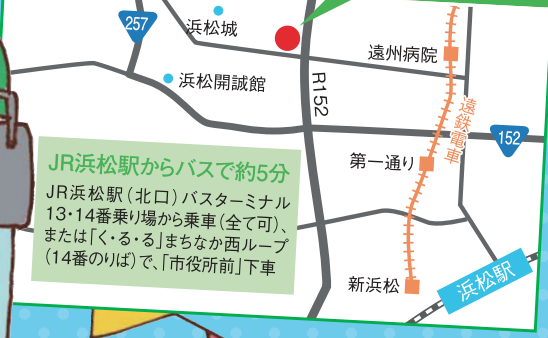 257
浜松城
遠州病院
浜松開誠館
R152
遠鉄電車
152
第一通り
JR浜松駅からバスで約5分
JR浜松駅(北口)バスターミナル
13・14番乗り場から乗車(全て可)、
または「く・る・る」まちなか西ループ
(14番のりば)で、「市役所前」下車
新浜松
浜松駅